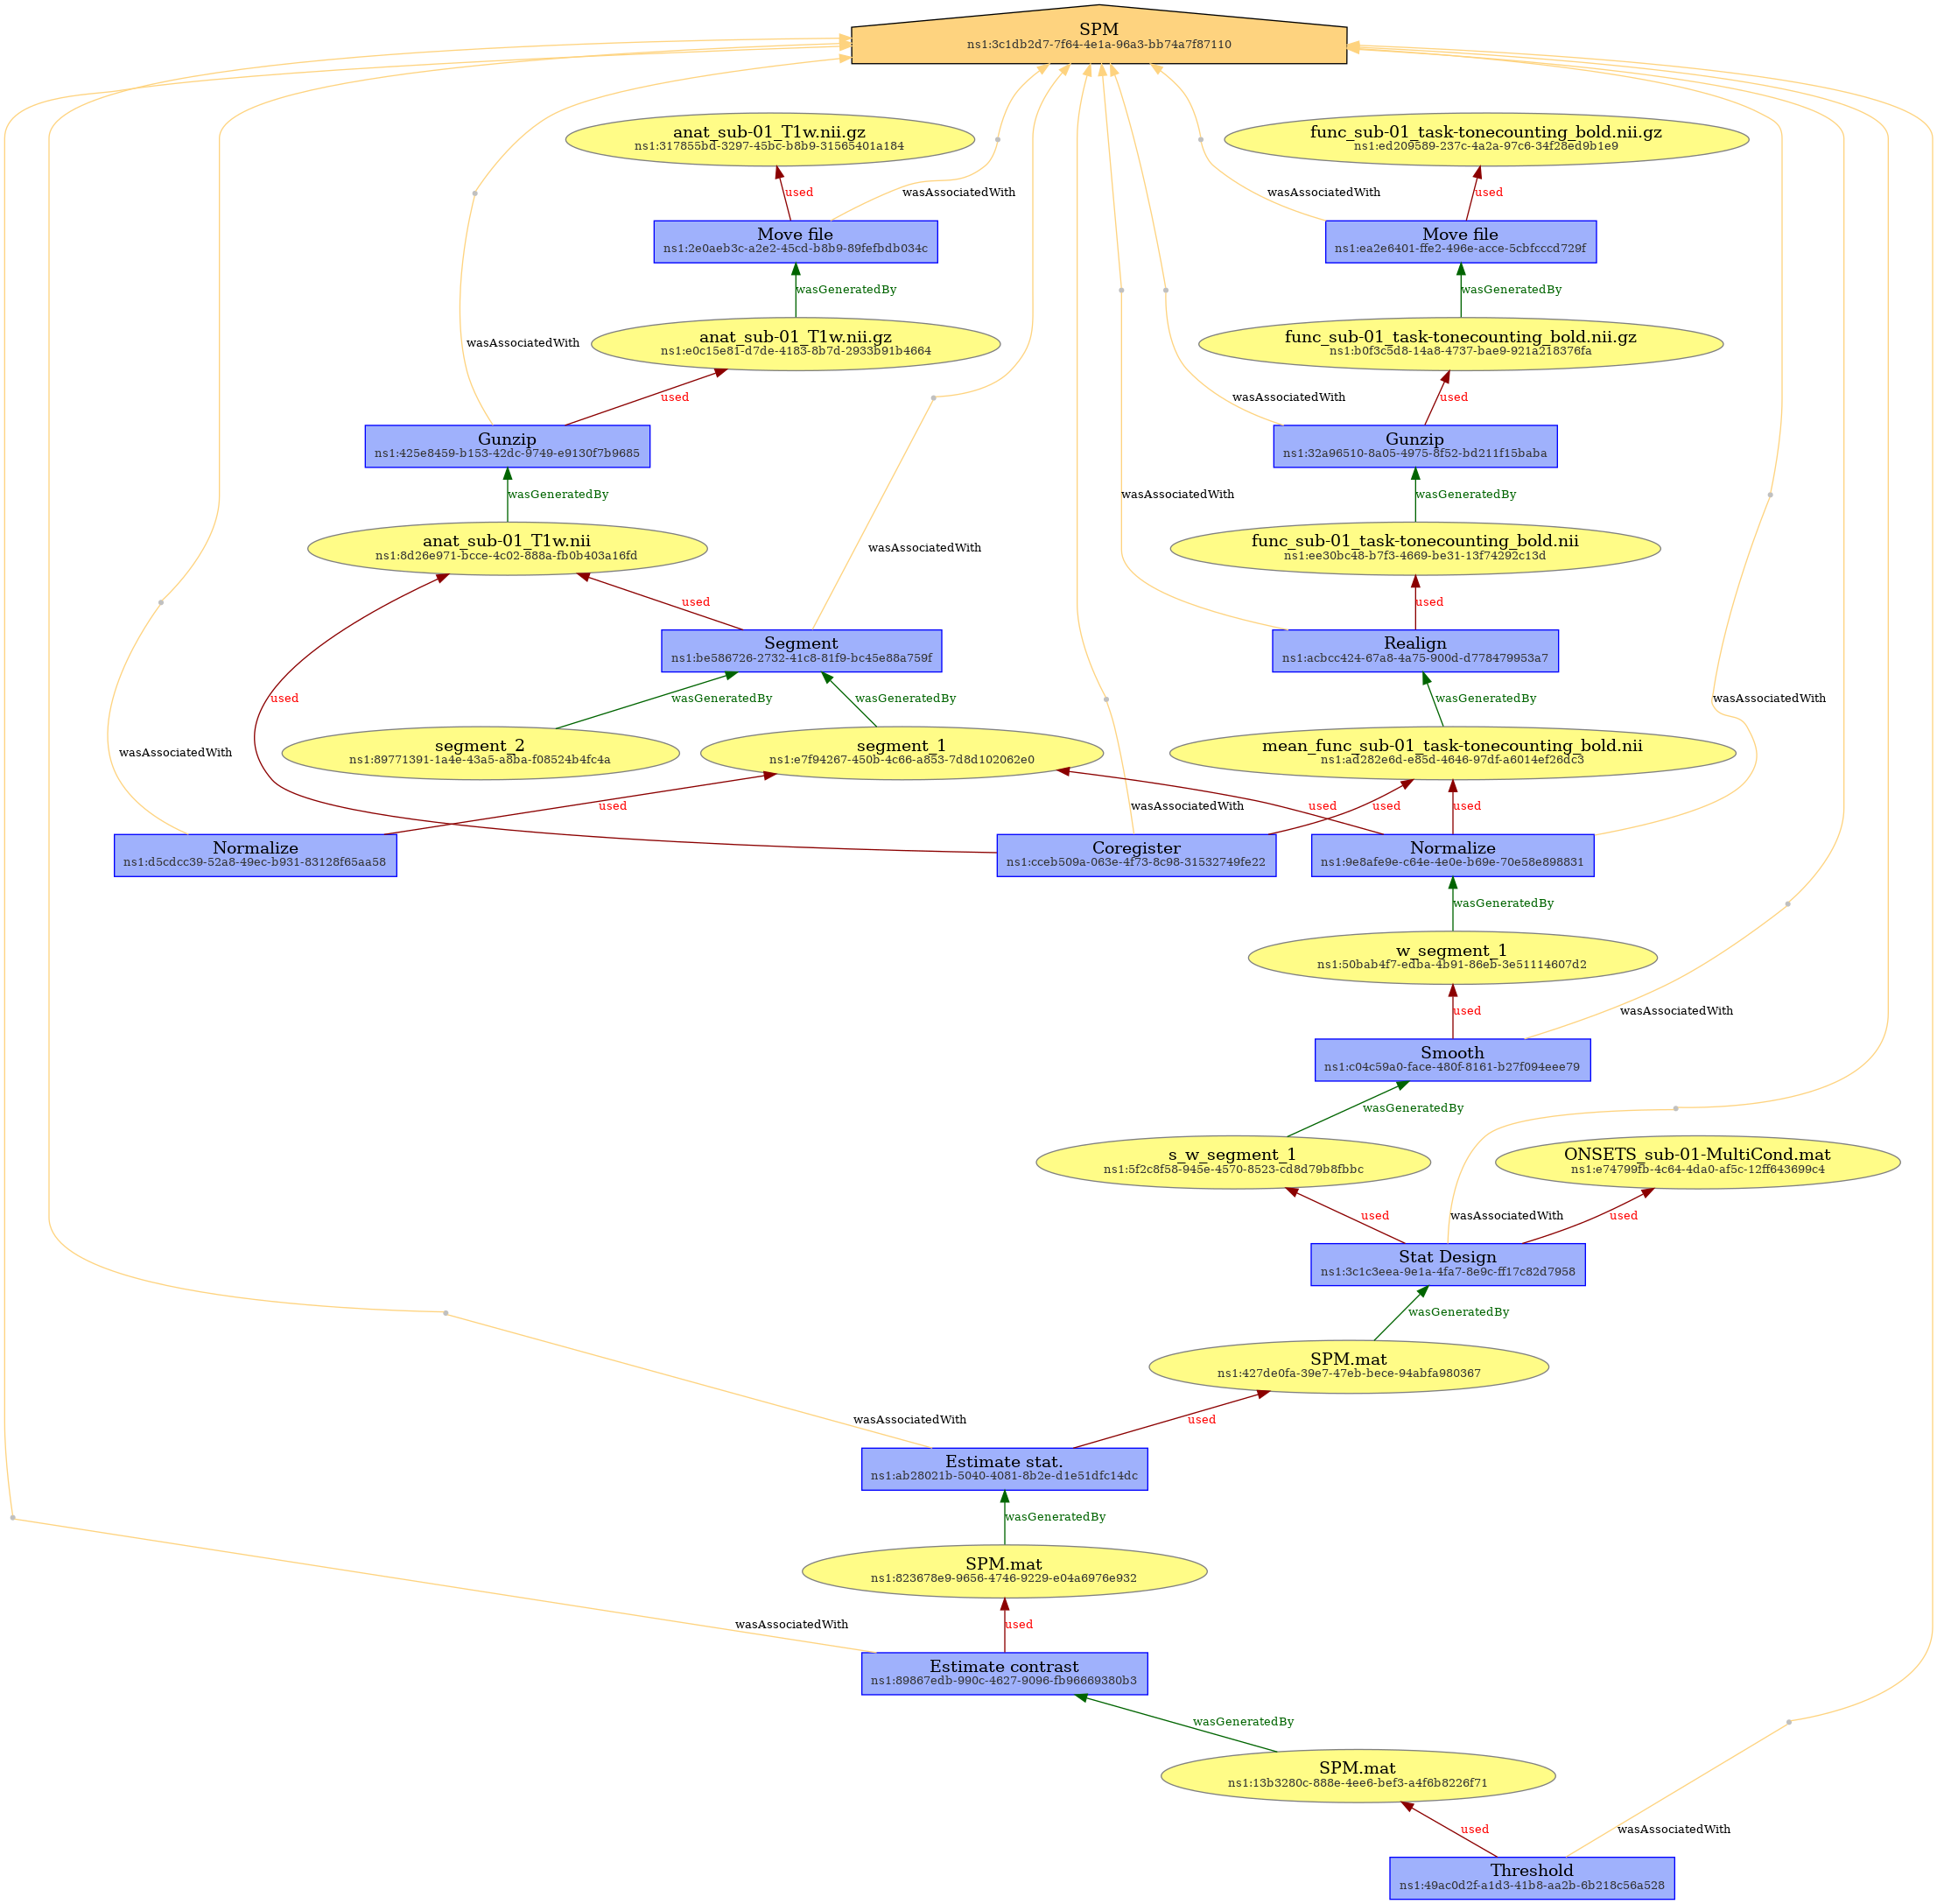 SPM
ns1:3c1db2d7-7f64-4e1a-96a3-bb74a7f87110
anat_sub-01_T1w.nii.gz
ns1:317855bd-3297-45bc-b8b9-31565401a184
func_sub-01_task-tonecounting_bold.nii.gz
ns1:ed209589-237c-4a2a-97c6-34f28ed9b1e9
used
wasAssociatedWith
wasAssociatedWith
used
Move file
ns1:2e0aeb3c-a2e2-45cd-b8b9-89fefbdb034c
Move file
ns1:ea2e6401-ffe2-496e-acce-5cbfcccd729f
wasGeneratedBy
wasGeneratedBy
anat_sub-01_T1w.nii.gz
ns1:e0c15e81-d7de-4183-8b7d-2933b91b4664
func_sub-01_task-tonecounting_bold.nii.gz
ns1:b0f3c5d8-14a8-4737-bae9-921a218376fa
wasAssociatedWith
used
wasAssociatedWith
used
Gunzip
ns1:425e8459-b153-42dc-9749-e9130f7b9685
Gunzip
ns1:32a96510-8a05-4975-8f52-bd211f15baba
wasGeneratedBy
wasAssociatedWith
wasGeneratedBy
anat_sub-01_T1w.nii
ns1:8d26e971-bcce-4c02-888a-fb0b403a16fd
wasAssociatedWith
func_sub-01_task-tonecounting_bold.nii
ns1:ee30bc48-b7f3-4669-be31-13f74292c13d
used
used
Segment
ns1:be586726-2732-41c8-81f9-bc45e88a759f
Realign
ns1:acbcc424-67a8-4a75-900d-d778479953a7
used
wasGeneratedBy
wasGeneratedBy
wasGeneratedBy
wasAssociatedWith
wasAssociatedWith
segment_2
ns1:89771391-1a4e-43a5-a8ba-f08524b4fc4a
segment_1
ns1:e7f94267-450b-4c66-a853-7d8d102062e0
mean_func_sub-01_task-tonecounting_bold.nii
ns1:ad282e6d-e85d-4646-97df-a6014ef26dc3
used
wasAssociatedWith
used
used
used
Normalize
ns1:d5cdcc39-52a8-49ec-b931-83128f65aa58
Coregister
ns1:cceb509a-063e-4f73-8c98-31532749fe22
Normalize
ns1:9e8afe9e-c64e-4e0e-b69e-70e58e898831
wasGeneratedBy
w_segment_1
ns1:50bab4f7-edba-4b91-86eb-3e51114607d2
used
wasAssociatedWith
Smooth
ns1:c04c59a0-face-480f-8161-b27f094eee79
wasGeneratedBy
s_w_segment_1
ns1:5f2c8f58-945e-4570-8523-cd8d79b8fbbc
ONSETS_sub-01-MultiCond.mat
ns1:e74799fb-4c64-4da0-af5c-12ff643699c4
used
wasAssociatedWith
used
Stat Design
ns1:3c1c3eea-9e1a-4fa7-8e9c-ff17c82d7958
wasGeneratedBy
SPM.mat
ns1:427de0fa-39e7-47eb-bece-94abfa980367
wasAssociatedWith
used
Estimate stat.
ns1:ab28021b-5040-4081-8b2e-d1e51dfc14dc
wasGeneratedBy
SPM.mat
ns1:823678e9-9656-4746-9229-e04a6976e932
wasAssociatedWith
used
Estimate contrast
ns1:89867edb-990c-4627-9096-fb96669380b3
wasGeneratedBy
SPM.mat
ns1:13b3280c-888e-4ee6-bef3-a4f6b8226f71
used
wasAssociatedWith
Threshold
ns1:49ac0d2f-a1d3-41b8-aa2b-6b218c56a528